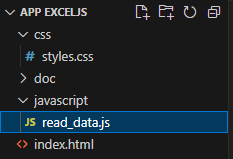 APP EXCELJS
css
# styles.css
doc
javascript
JS read_data.js
<> index.html